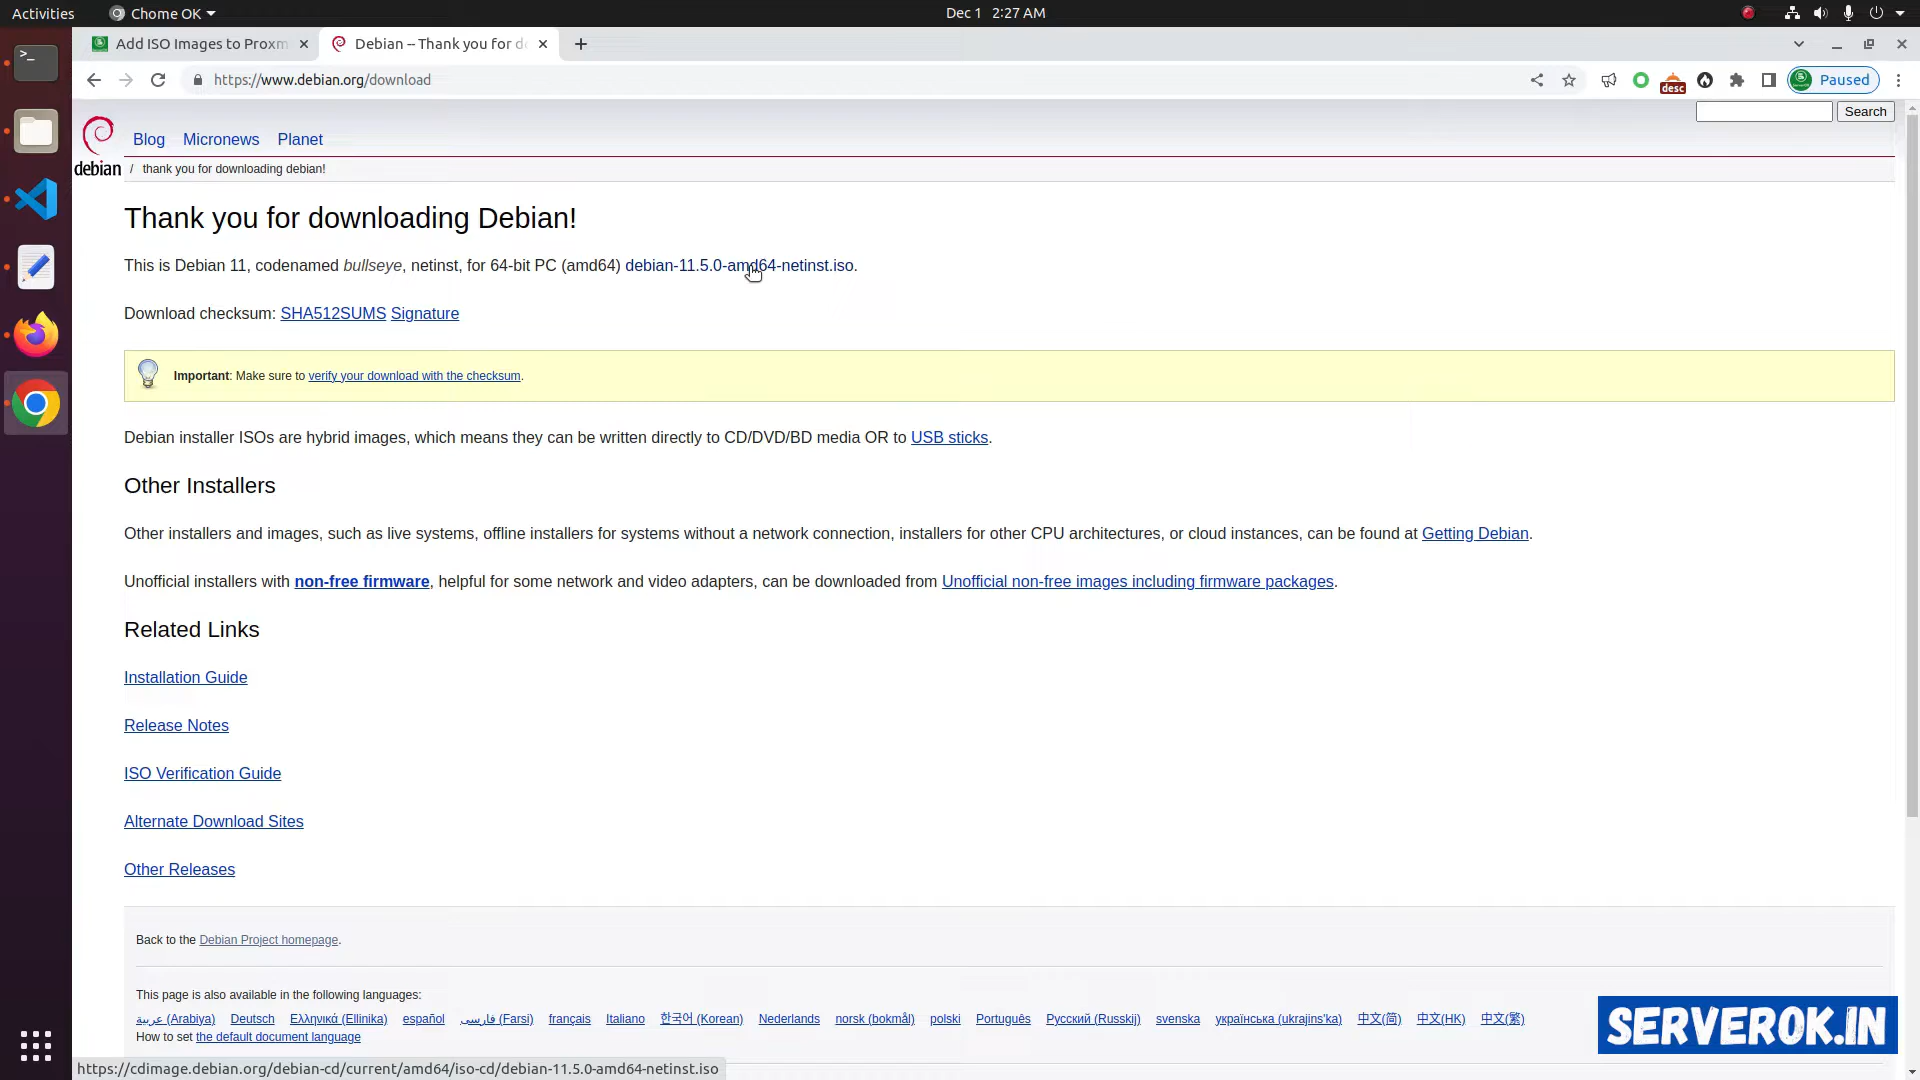 Activities
Chome OK
Dec 1 2:27 AM
Add ISO Images to Proxm
Debian -- Thank you for d
https://www.debian.org/download
desc
Paused
Search
debian
Blog
Micronews
Planet
/ thank you for downloading debian!
Thank you for downloading Debian!
This is Debian 11, codenamed bullseye, netinst, for 64-bit PC (amd64) debian-11.5.0-amd64-netinst.iso.
Download checksum: SHA512SUMS Signature
Important: Make sure to verify your download with the checksum.
Debian installer ISOs are hybrid images, which means they can be written directly to CD/DVD/BD media OR to USB sticks.
Other Installers
Other installers and images, such as live systems, offline installers for systems without a network connection, installers for other CPU architectures, or cloud instances, can be found at Getting Debian.
Unofficial installers with non-free firmware, helpful for some network and video adapters, can be downloaded from Unofficial non-free images including firmware packages.
Related Links
Installation Guide
Release Notes
ISO Verification Guide
Alternate Download Sites
Other Releases
Back to the Debian Project homepage.
This page is also available in the following languages:
عربية (Arabiya) Deutsch Ελληνικά (Ellinika) español فارسی (Farsi) français Italiano 한국어 (Korean) Nederlands norsk (bokmål) polski Português Русский (Russkij) svenska українська (ukrajins'ka) 中文(简) 中文(HK) 中文(繁)
How to set the default document language
https://cdimage.debian.org/debian-cd/current/amd64/iso-cd/debian-11.5.0-amd64-netinst.iso
SERVEROK.IN